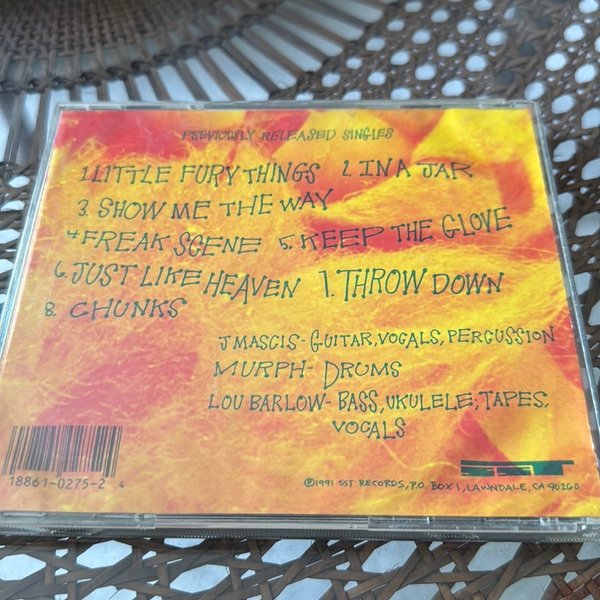 PREVIOUSLY RELEASED SINGLES
1. LITTLE FURY THINGS 2. IN A JAR
3. SHOW ME THE WAY
4. FREAK SCENE 5. KEEP THE GLOVE
6. JUST LIKE HEAVEN 7. THROW DOWN
8. CHUNKS
J MASCIS - GUITAR, VOCALS, PERCUSSION
MURPH - DRUMS
LOU BARLOW - BASS, UKULELE, TAPES,
VOCALS
SST
18861-0275-2 4
©1991 SST RECORDS, P.O. BOX 1, LAWNDALE, CA 90260